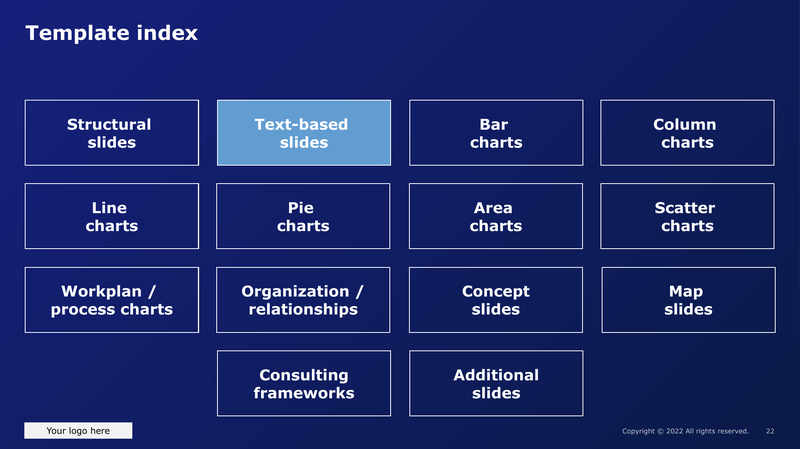 Template index
Structural
slides
Text-based
slides
Bar
charts
Column
charts
Line
charts
Pie
charts
Area
charts
Scatter
charts
Workplan /
process charts
Organization /
relationships
Concept
slides
Map
slides
Consulting
frameworks
Additional
slides
Your logo here
Copyright © 2022 All rights reserved.
22